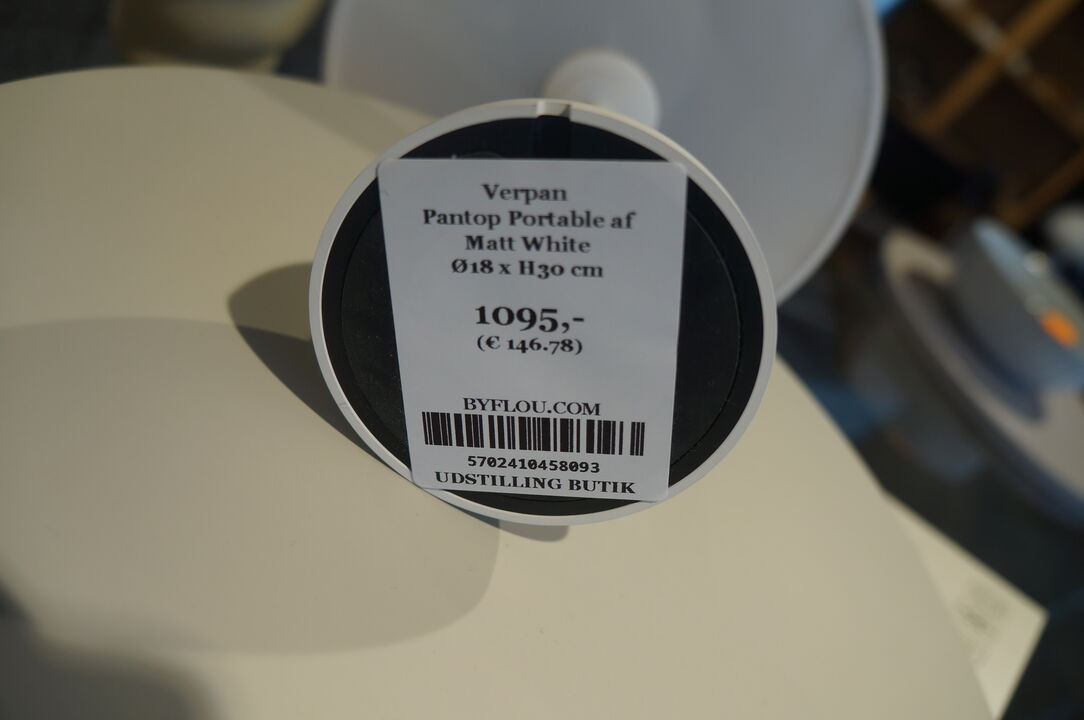 Verpan
Pantop Portable af
Matt White
Ø18 x H30 cm
1095,-
(€ 146.78)
BYFLOU.COM
5702410458093
UDSTILLING BUTIK